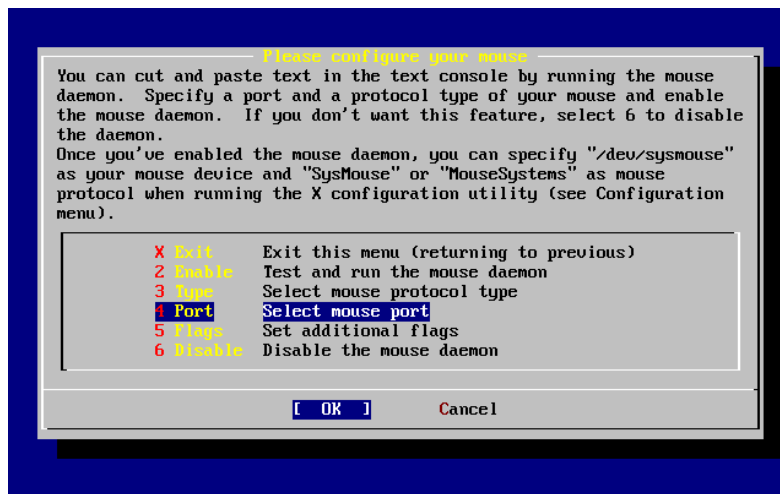 Please configure your mouse
You can cut and paste text in the text console by running the mouse
daemon.  Specify a port and a protocol type of your mouse and enable
the mouse daemon.  If you don't want this feature, select 6 to disable
the daemon.
Once you've enabled the mouse daemon, you can specify "/dev/sysmouse"
as your mouse device and "SysMouse" or "MouseSystems" as mouse
protocol when running the X configuration utility (see Configuration
menu).
X Exit Exit this menu (returning to previous)
2 Enable Test and run the mouse daemon
3 Type Select mouse protocol type
4 Port Select mouse port
5 Flags Set additional flags
6 Disable Disable the mouse daemon
[ OK ] Cancel